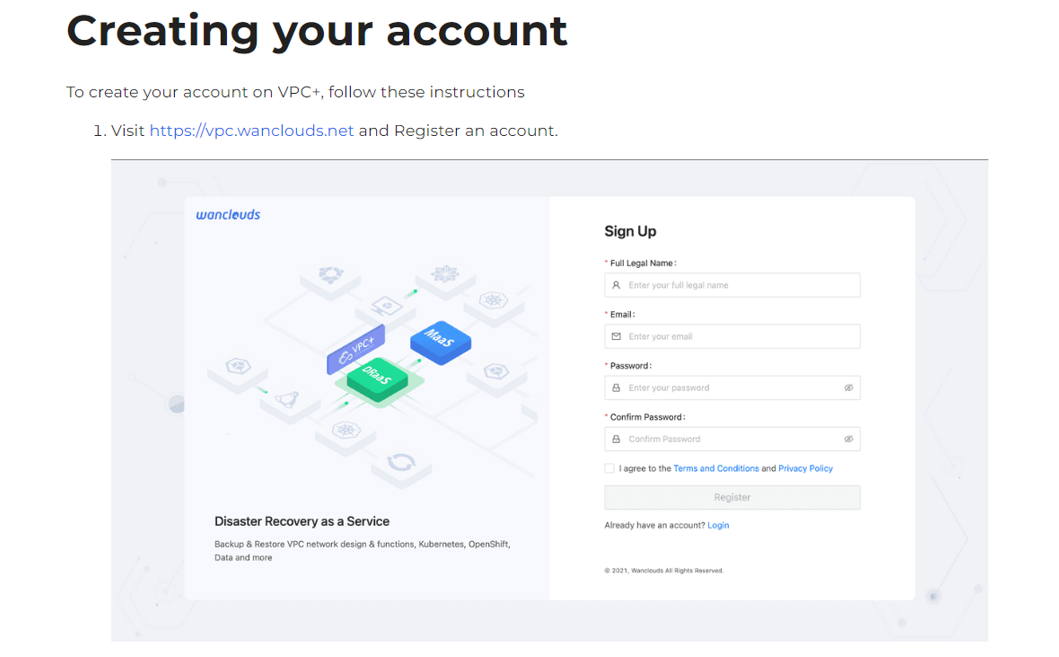 Creating your account
To create your account on VPC+, follow these instructions
1. Visit https://vpc.wanclouds.net and Register an account.
wanclouds
Sign Up
* Full Legal Name:
Enter your full legal name
* Email:
Enter your email
* Password:
Enter your password
* Confirm Password:
Confirm Password
I agree to the Terms and Conditions and Privacy Policy
Register
Already have an account? Login
© 2021, Wanclouds All Rights Reserved.
VPC+
MaaS
DRaaS
Disaster Recovery as a Service
Backup & Restore VPC network design & functions, Kubernetes, OpenShift,
Data and more